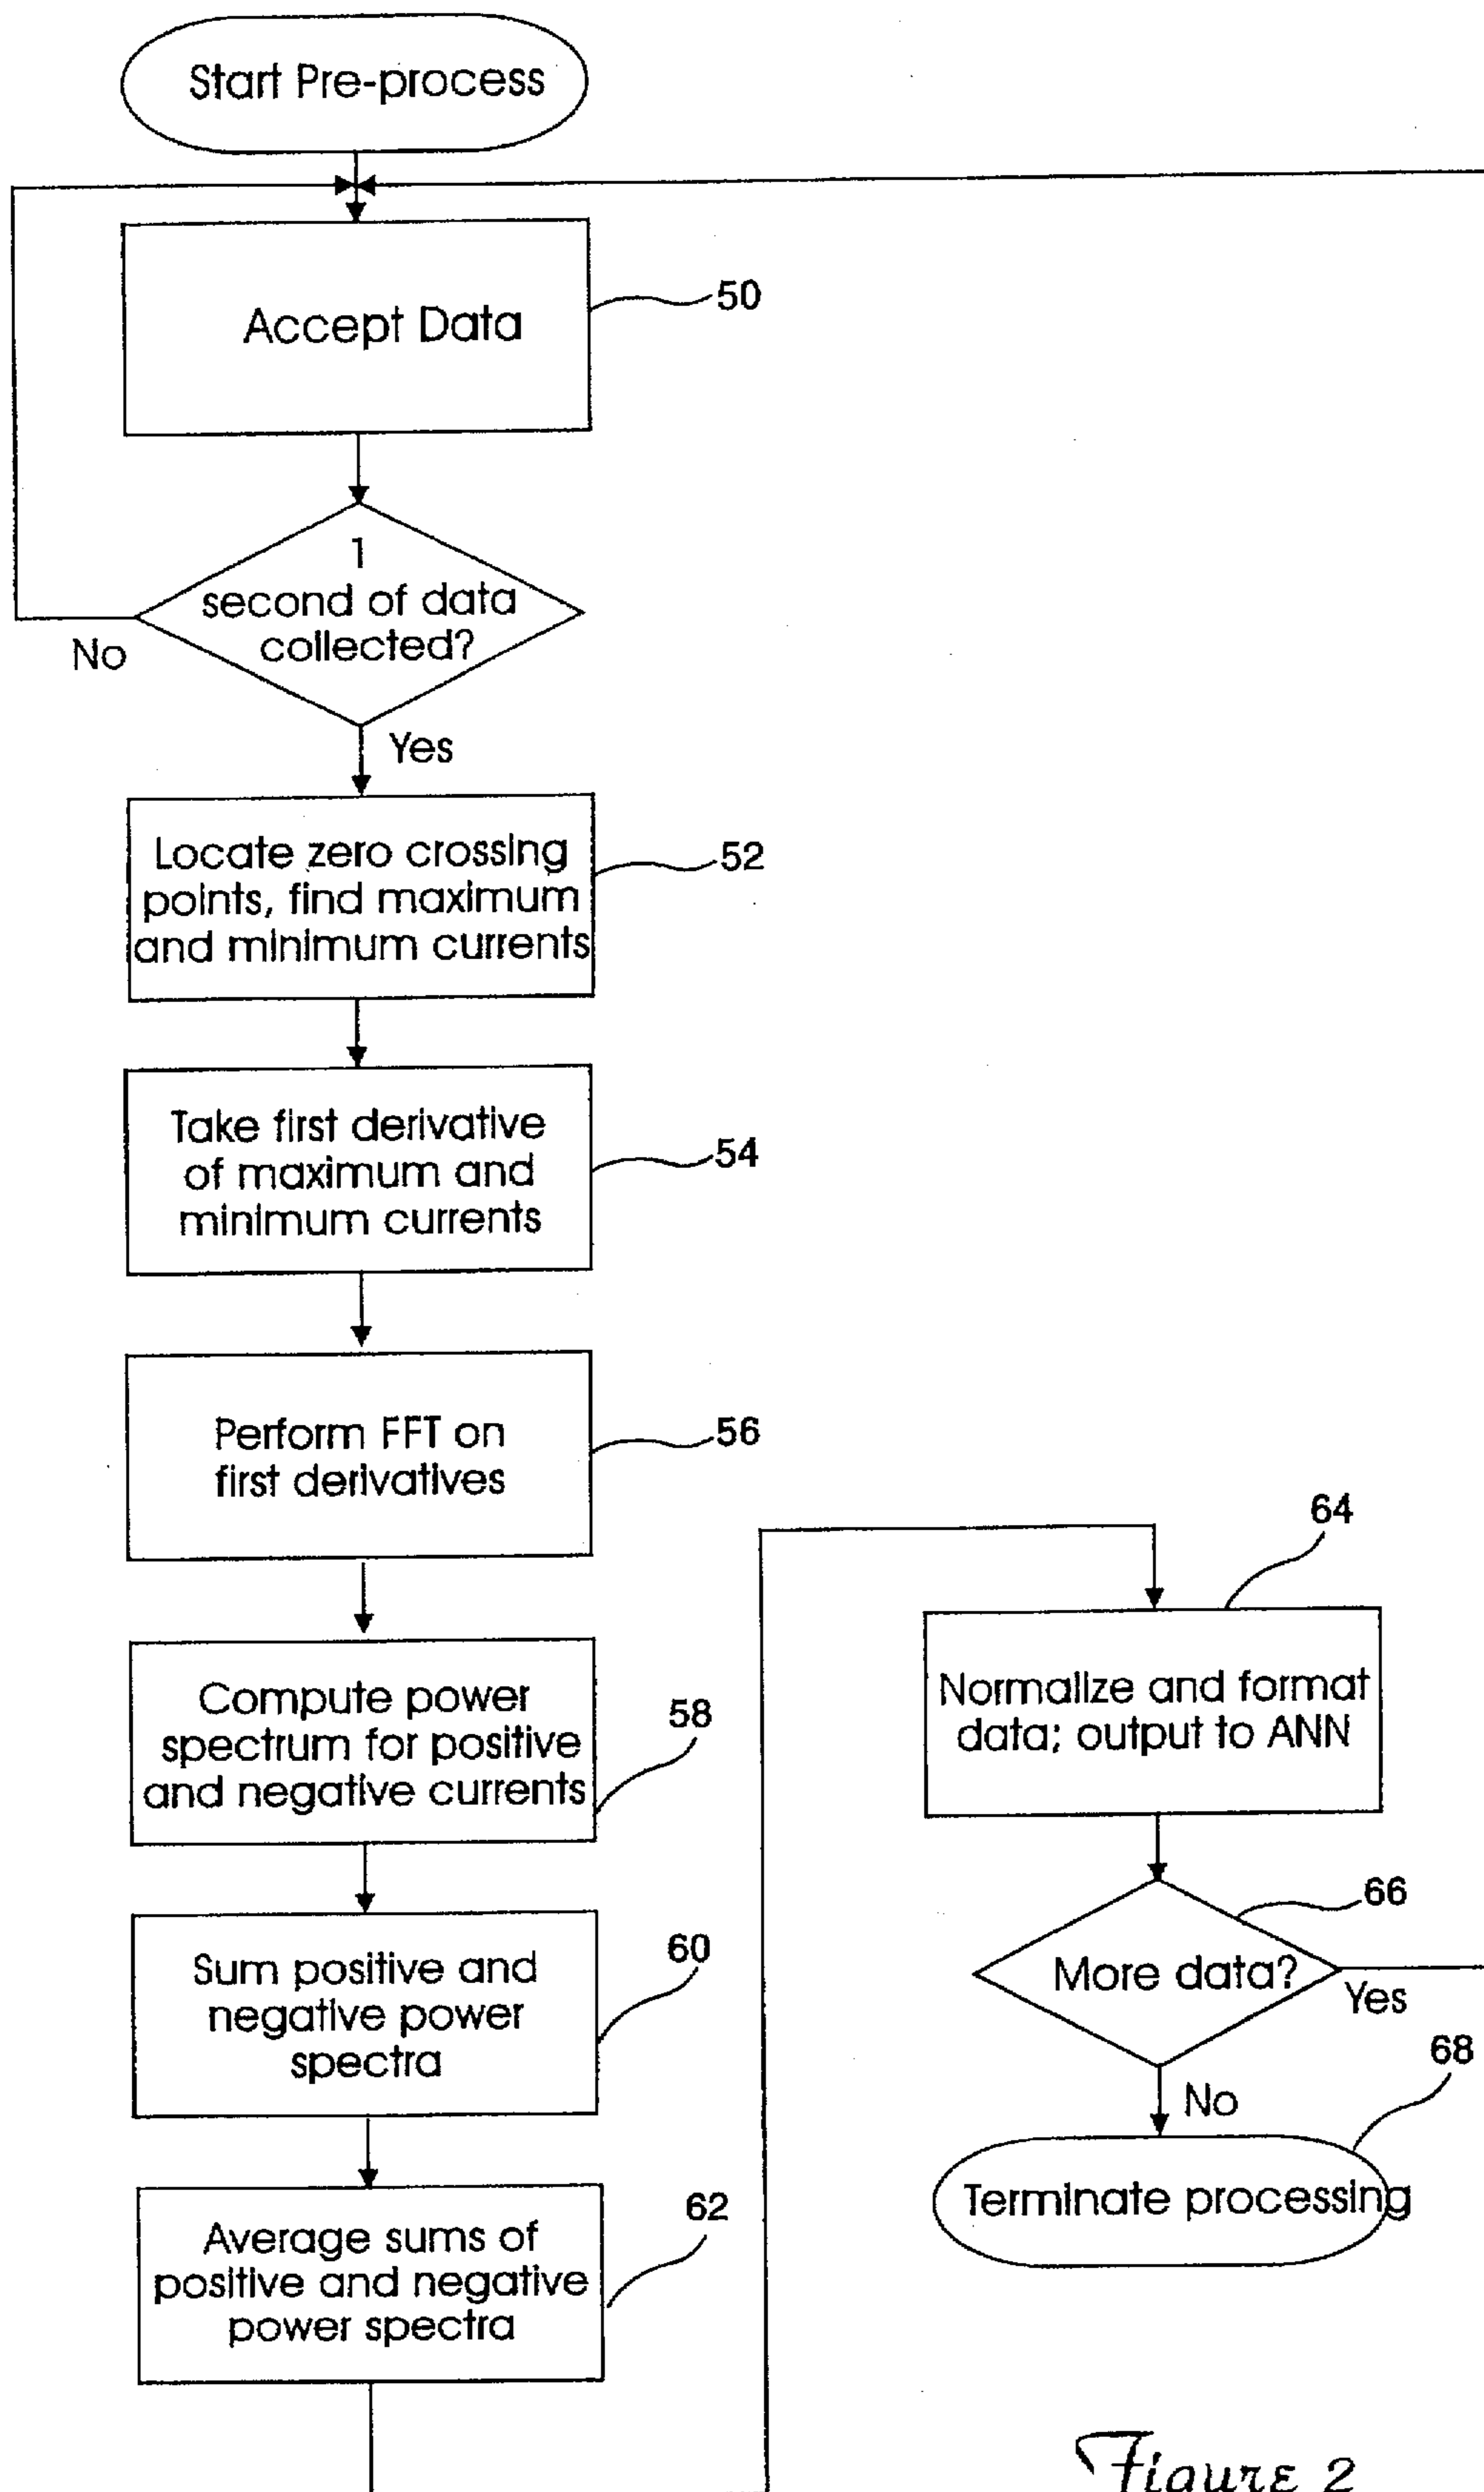 Start Pre-process
Accept Data
50
1
second of data
collected?
No
Yes
Locate zero crossing
points, find maximum
and minimum currents
52
Take first derivative
of maximum and
minimum currents
54
Perform FFT on
first derivatives
56
Compute power
spectrum for positive
and negative currents
58
Sum positive and
negative power
spectra
60
Average sums of
positive and negative
power spectra
62
64
Normalize and format
data; output to ANN
66
More data?
Yes
No
68
Terminate processing
Figure 2